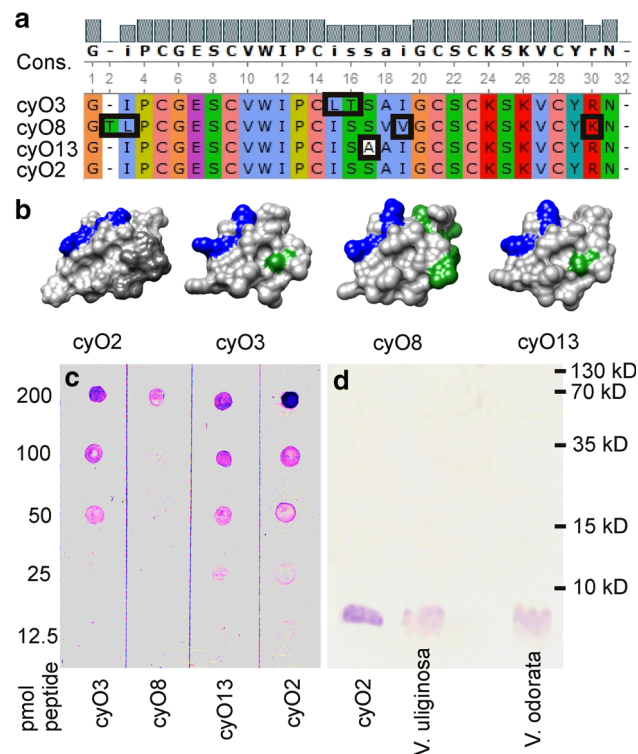 a
G - i P C G E S C V W I P C i s s a i G C S C K S K V C Y r N -
Cons.
1 2 4 6 8 10 12 14 16 18 20 22 24 26 28 30 32
cyO3 G - I P C G E S C V W I P C L T S A I G C S C K S K V C Y R N -
cyO8 G T L P C G E S C V W I P C I S S V V G C S C K S K V C Y K N -
cyO13 G - I P C G E S C V W I P C I S A A I G C S C K S K V C Y R N -
cyO2 G - I P C G E S C V W I P C I S S A I G C S C K S K V C Y R N -
b
cyO2 cyO3 cyO8 cyO13
c
200
100
50
25
12.5
pmol
peptide
cyO3
cyO8
cyO13
cyO2
d
130 kD
70 kD
35 kD
15 kD
10 kD
cyO2
V. uliginosa
V. odorata